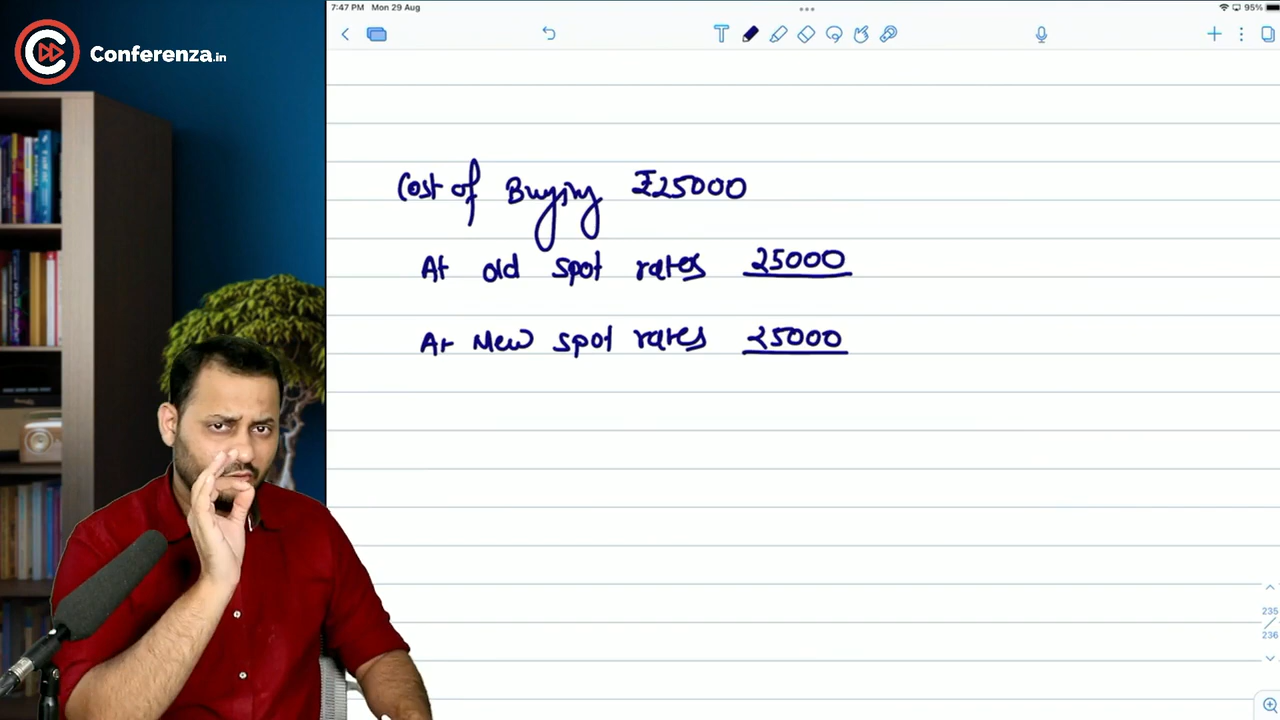 7:47 PM Mon 29 Aug
95%
Conferenza.in
Cost of Buying ₹25000
At old spot rates 25000
At New spot rates 25000
235
236